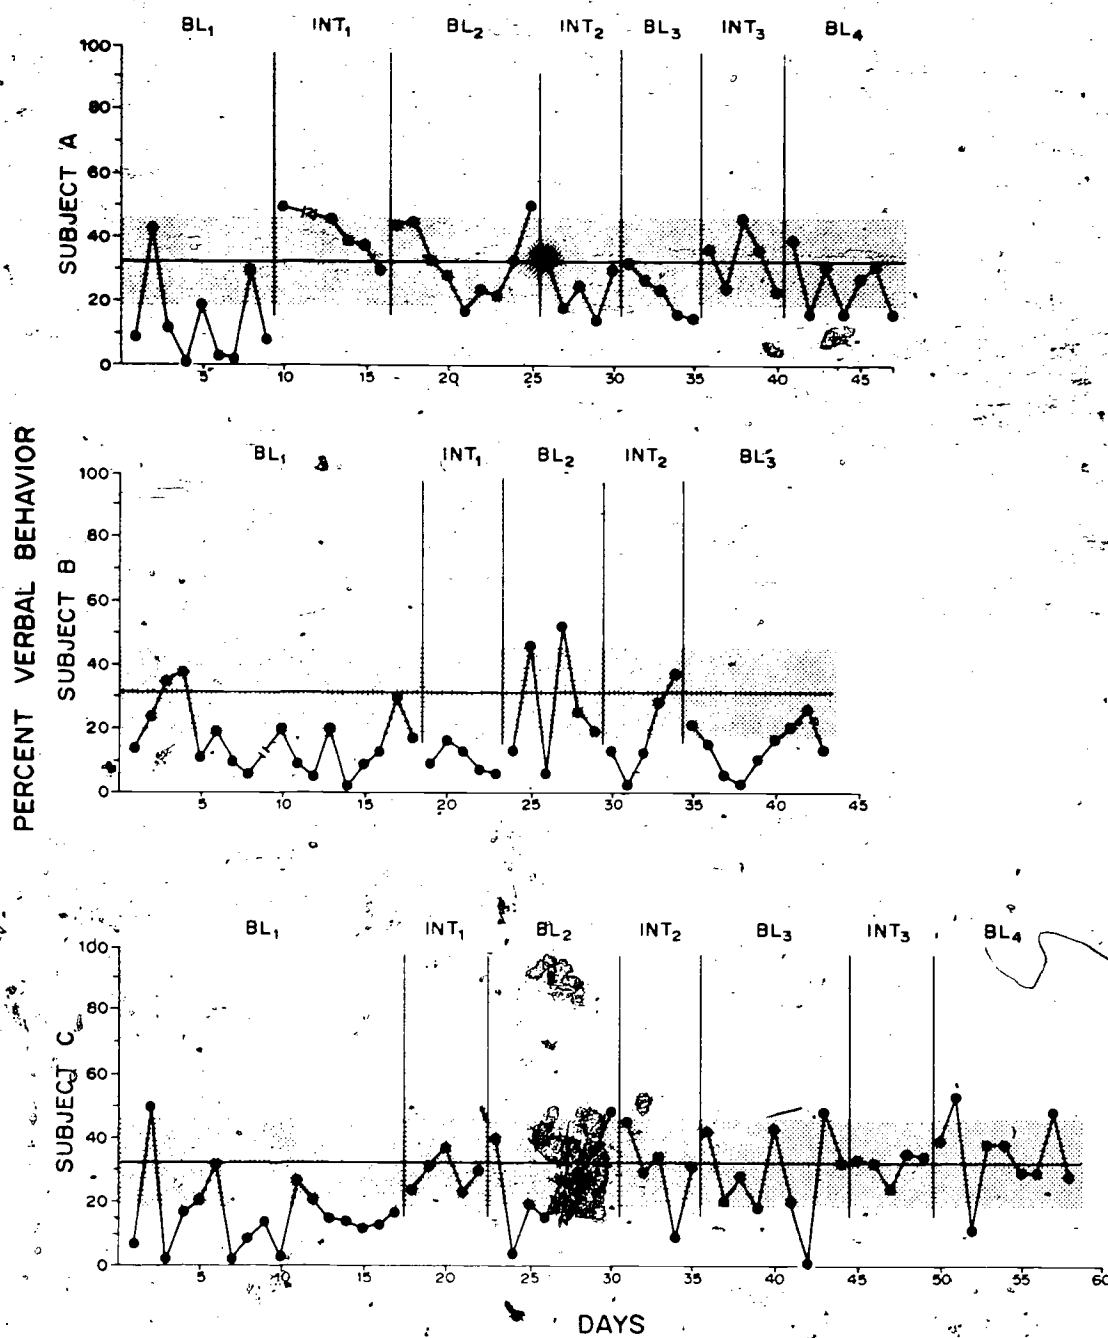 BL1 INT1 BL2 INT2 BL3 INT3 BL4
100
80
60
40
20
0
SUBJECT A
5 10 15 20 25 30 35 40 45
PERCENT VERBAL BEHAVIOR
BL1 INT1 BL2 INT2 BL3
100
80
60
40
20
0
SUBJECT B
5 10 15 20 25 30 35 40 45
BL1 INT1 BL2 INT2 BL3 INT3 BL4
100
80
60
40
20
0
SUBJECT C
5 10 15 20 25 30 35 40 45 50 55 60
DAYS